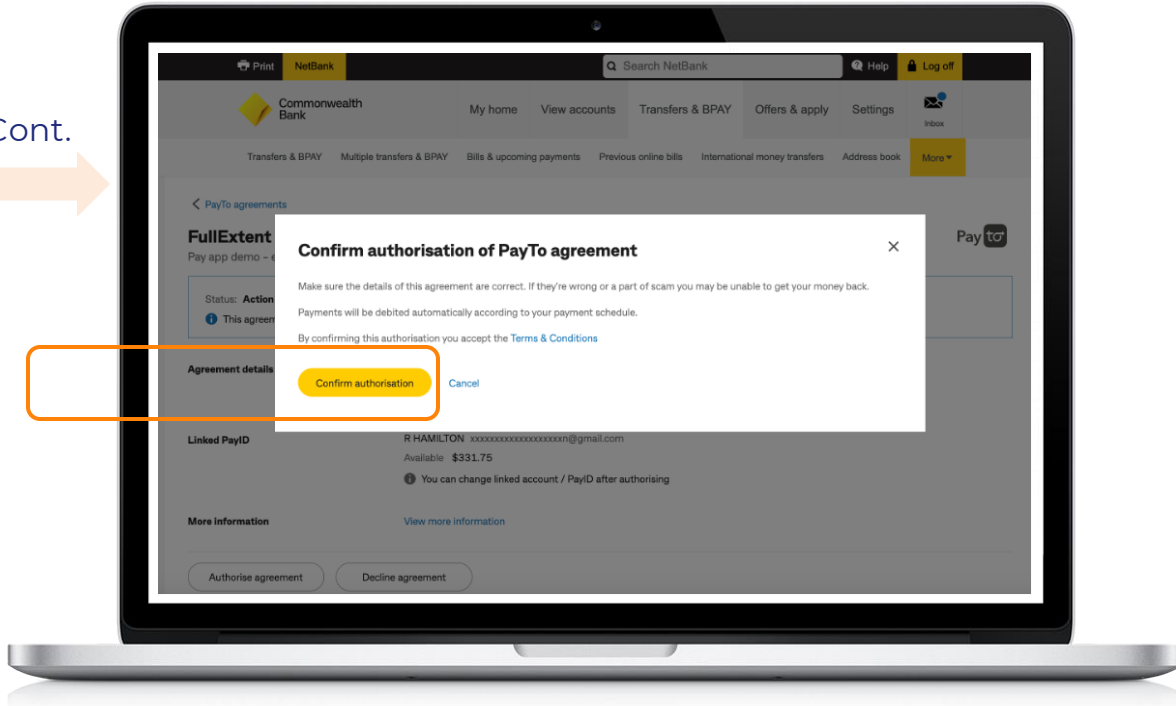 Cont.
Print NetBank Search NetBank Help Log off
Commonwealth
Bank
My home View accounts Transfers & BPAY Offers & apply Settings
Inbox
Transfers & BPAY Multiple transfers & BPAY Bills & upcoming payments Previous online bills International money transfers Address book More
PayTo agreements
FullExtent
Pay to
Pay app demo – e
Confirm authorisation of PayTo agreement
Make sure the details of this agreement are correct. If they're wrong or a part of scam you may be unable to get your money back.
Status: Action
This agreem
Payments will be debited automatically according to your payment schedule.
By confirming this authorisation you accept the Terms & Conditions
Agreement details
Confirm authorisation Cancel
Linked PayID R HAMILTON xxxxxxxxxxxxxxxxxxn@gmail.com
Available $331.75
You can change linked account / PayID after authorising
More information View more information
Authorise agreement Decline agreement